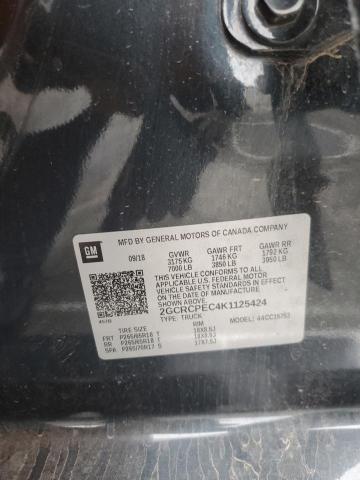 GM
MFD BY GENERAL MOTORS OF CANADA COMPANY
09/18 GVWR GAWR FRT GAWR RR
3175 KG 1746 KG 1792 KG
7000 LB 3850 LB 3950 LB
THIS VEHICLE CONFORMS TO ALL
APPLICABLE U.S. FEDERAL MOTOR
VEHICLE SAFETY STANDARDS IN EFFECT
ON THE DATE OF MANUFACTURE
SHOWN ABOVE.
2GCRCPEC4K1125424
TYPE: TRUCK MODEL:
TIRE SIZE RIM
FRT P265/65R18 T 18X8.5J
RR P265/65R18 T 18X8.5J
SPA P265/70R17 S